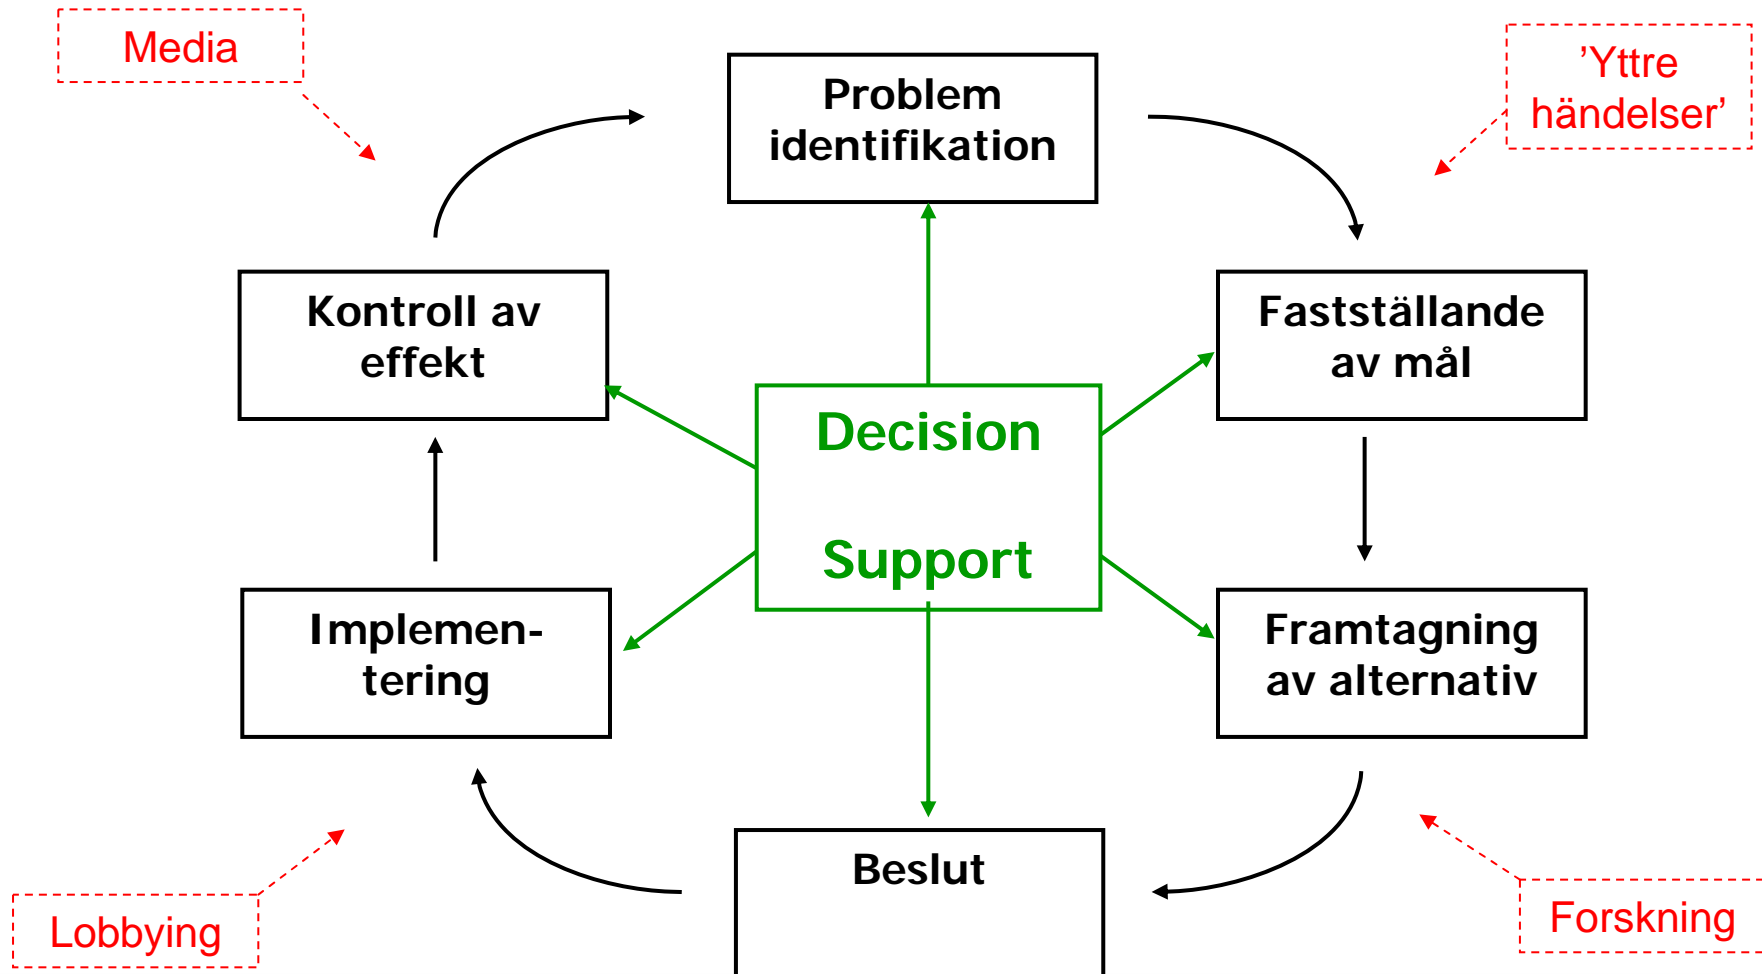 Media
Problem
identifikation
’Yttre
händelser’
Kontroll av
effekt
Fastställande
av mål
Decision
Support
Implemen-
tering
Framtagning
av alternativ
Beslut
Lobbying
Forskning